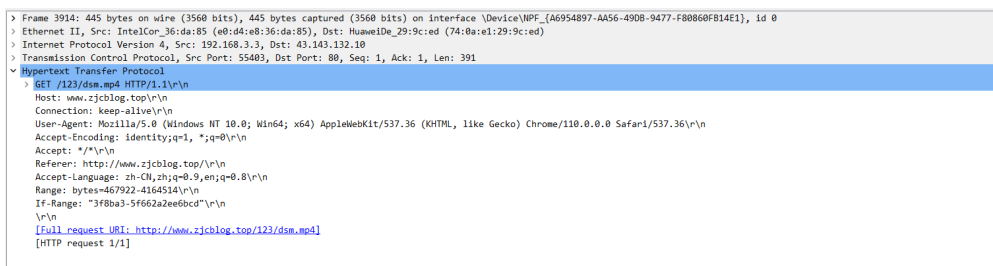 > Frame 3914: 445 bytes on wire (3560 bits), 445 bytes captured (3560 bits) on interface \Device\NPF_{A6954897-AA56-49DB-9477-F80860FB14E1}, id 0
> Ethernet II, Src: IntelCor_36:da:85 (e0:d4:e8:36:da:85), Dst: HuaweiDe_29:9c:ed (74:0a:e1:29:9c:ed)
> Internet Protocol Version 4, Src: 192.168.3.3, Dst: 43.143.132.10
> Transmission Control Protocol, Src Port: 55403, Dst Port: 80, Seq: 1, Ack: 1, Len: 391
Hypertext Transfer Protocol
> GET /123/dsm.mp4 HTTP/1.1\r\n
Host: www.zjcblog.top\r\n
Connection: keep-alive\r\n
User-Agent: Mozilla/5.0 (Windows NT 10.0; Win64; x64) AppleWebKit/537.36 (KHTML, like Gecko) Chrome/110.0.0.0 Safari/537.36\r\n
Accept-Encoding: identity;q=1, *;q=0\r\n
Accept: */*\r\n
Referer: http://www.zjcblog.top/\r\n
Accept-Language: zh-CN,zh;q=0.9,en;q=0.8\r\n
Range: bytes=467922-4164514\r\n
If-Range: "3f8ba3-5f662a2ee6bcd"\r\n
\r\n
[Full request URI: http://www.zjcblog.top/123/dsm.mp4]
[HTTP request 1/1]